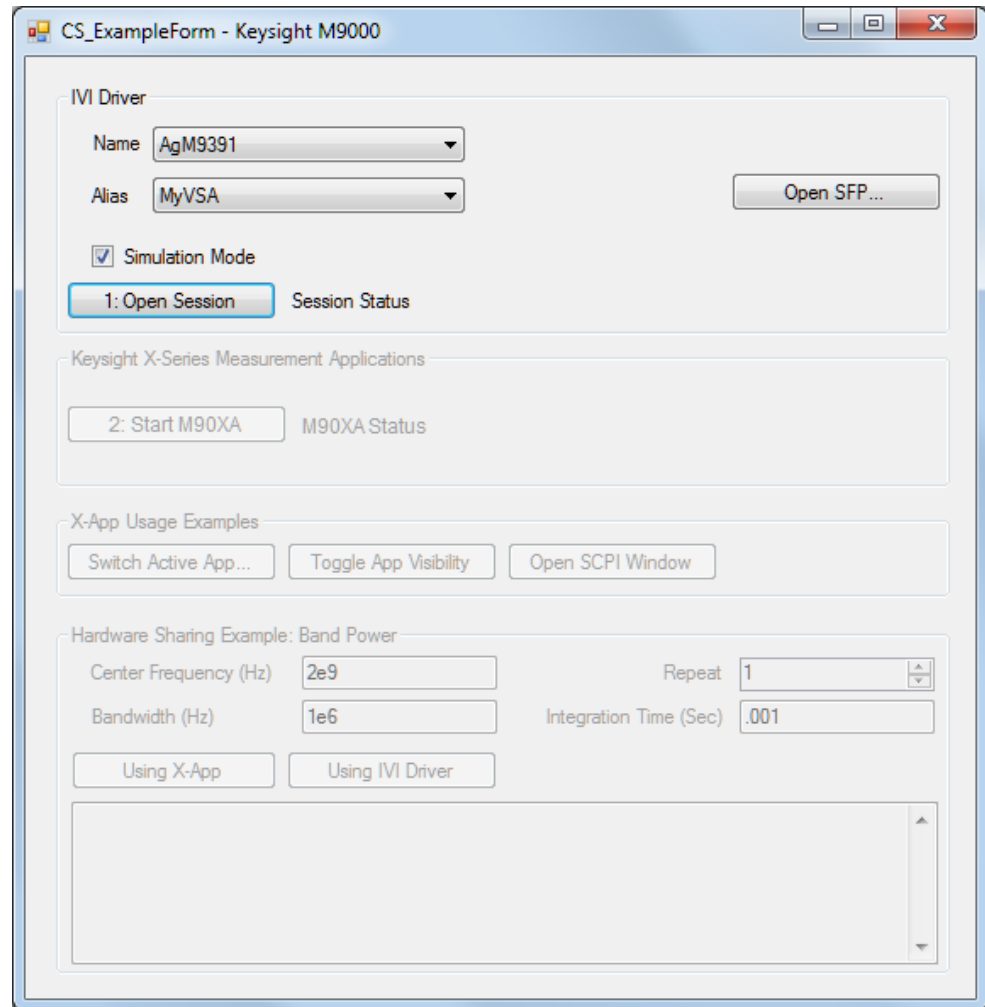 CS_ExampleForm - Keysight M9000
IVI Driver
Name AgM9391
Alias MyVSA
Open SFP...
Simulation Mode
1: Open Session Session Status
Keysight X-Series Measurement Applications
2: Start M90XA M90XA Status
X-App Usage Examples
Switch Active App... Toggle App Visibility Open SCPI Window
Hardware Sharing Example: Band Power
Center Frequency (Hz) 2e9 Repeat 1
Bandwidth (Hz) 1e6 Integration Time (Sec) .001
Using X-App Using IVI Driver